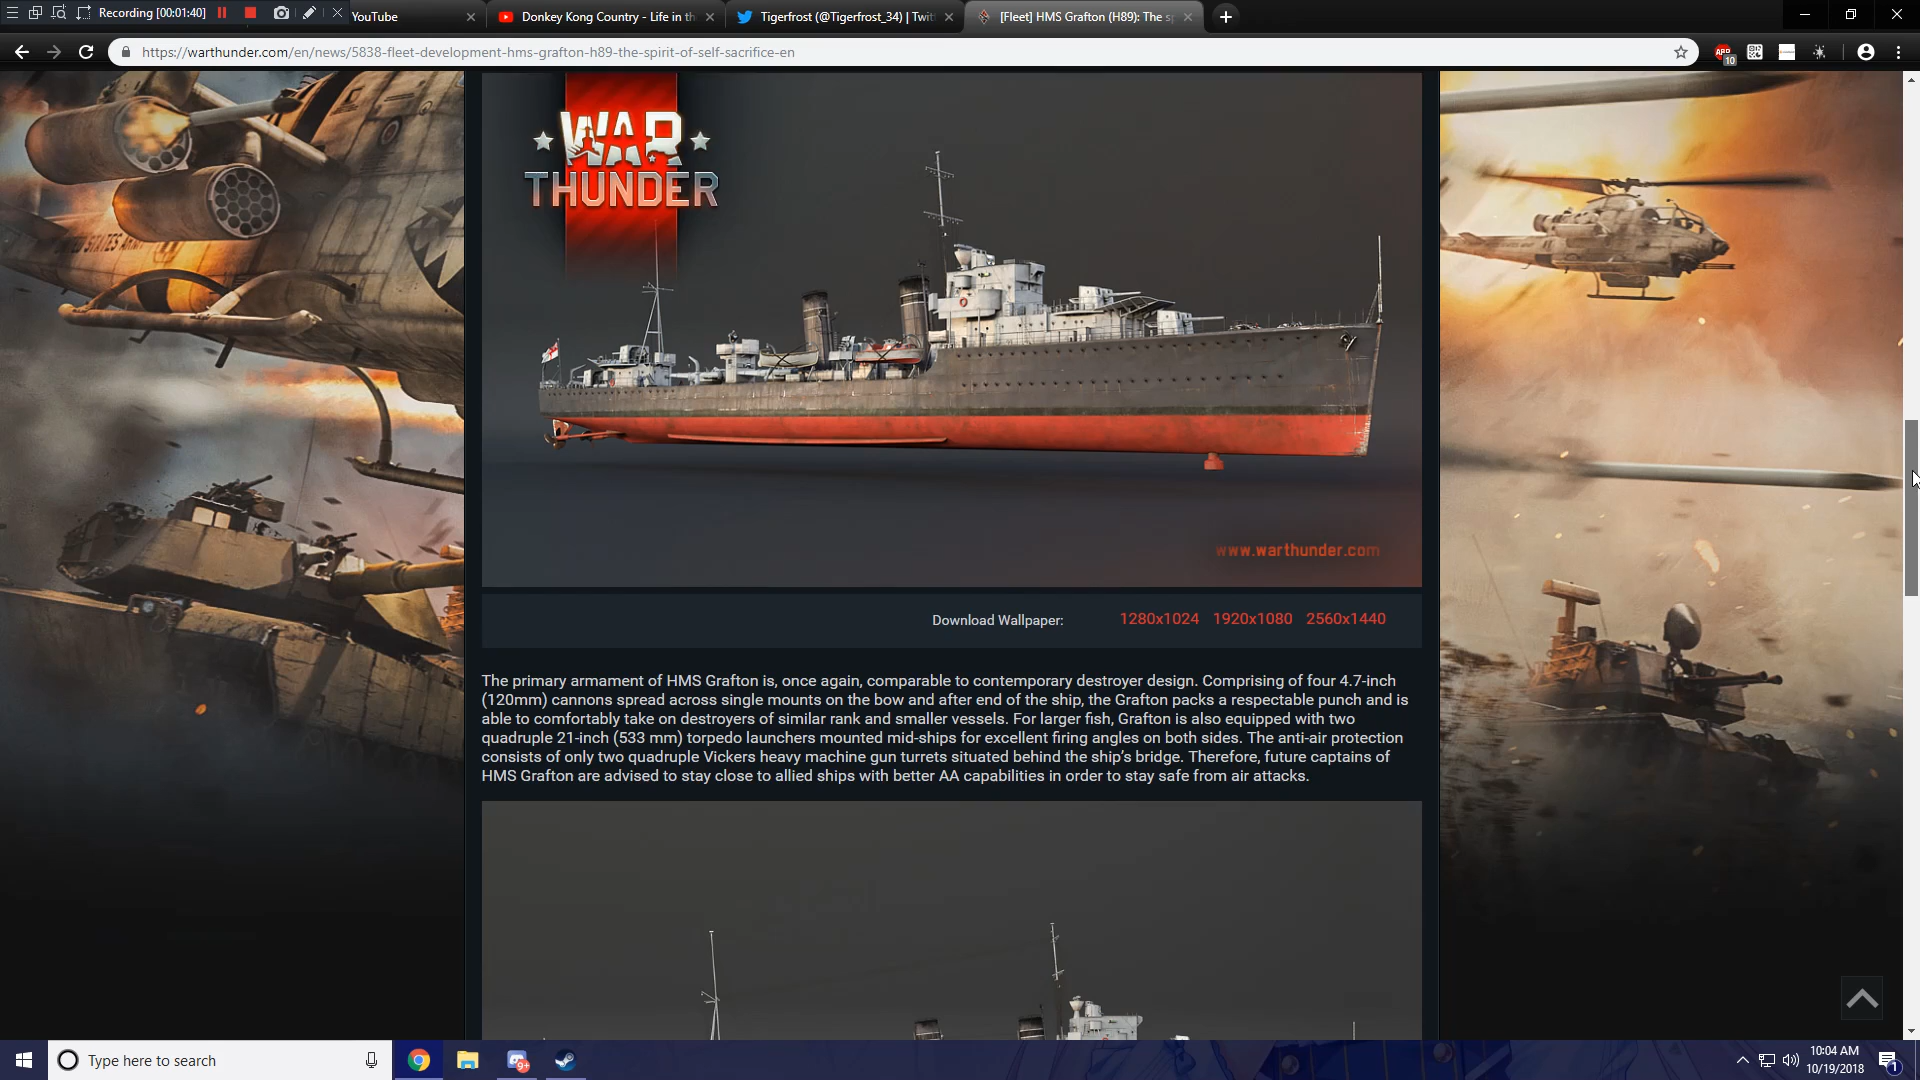 Recording [00:01:40]
YouTube
Donkey Kong Country - Life in th
Tigerfrost (@Tigerfrost_34) | Twit
[Fleet] HMS Grafton (H89): The s
https://warthunder.com/en/news/5838-fleet-development-hms-grafton-h89-the-spirit-of-self-sacrifice-en
ABP
10
UNITED STATES ARMY
WAR
THUNDER
www.warthunder.com
Download Wallpaper: 1280x1024 1920x1080 2560x1440
The primary armament of HMS Grafton is, once again, comparable to contemporary destroyer design. Comprising of four 4.7-inch
(120mm) cannons spread across single mounts on the bow and after end of the ship, the Grafton packs a respectable punch and is
able to comfortably take on destroyers of similar rank and smaller vessels. For larger fish, Grafton is also equipped with two
quadruple 21-inch (533 mm) torpedo launchers mounted mid-ships for excellent firing angles on both sides. The anti-air protection
consists of only two quadruple Vickers heavy machine gun turrets situated behind the ship's bridge. Therefore, future captains of
HMS Grafton are advised to stay close to allied ships with better AA capabilities in order to stay safe from air attacks.
Type here to search
9+
10:04 AM
10/19/2018
1